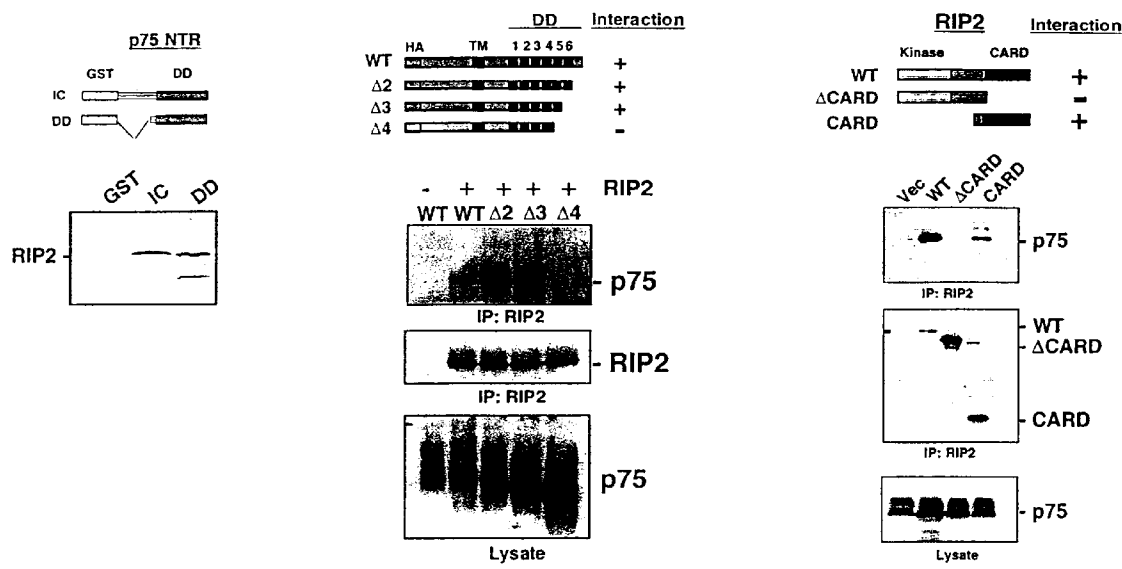 p75 NTR
GST DD
IC
DD
GST IC DD
RIP2
DD Interaction
HA TM 1 2 3 4 5 6
WT +
Δ2 +
Δ3 +
Δ4 -
- + + + + RIP2
WT WT Δ2 Δ3 Δ4
p75
IP: RIP2
RIP2
IP: RIP2
p75
Lysate
RIP2 Interaction
Kinase CARD
WT +
ΔCARD -
CARD +
Vec WT ΔCARD CARD
p75
IP: RIP2
WT
ΔCARD
CARD
IP: RIP2
p75
Lysate